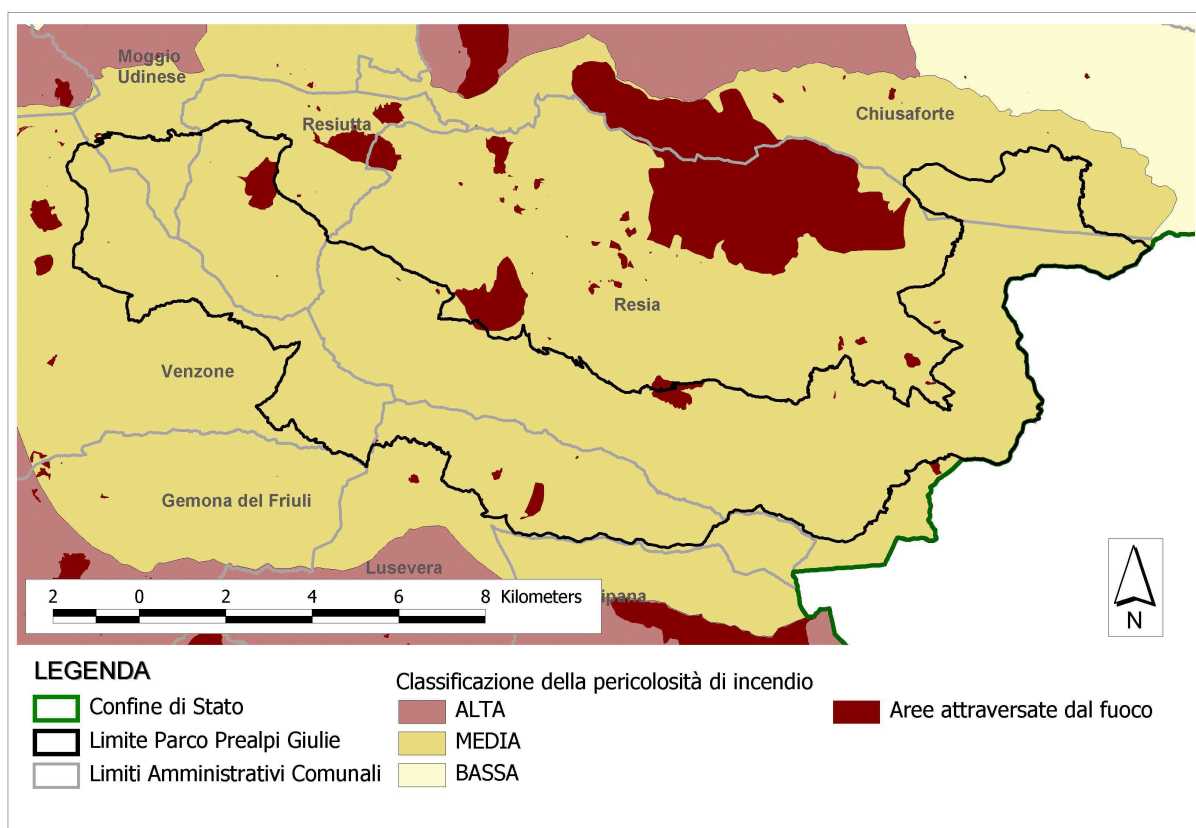 Moggio
Udinese
Resiutta
Chiusaforte
Resia
Venzone
Gemona del Friuli
Lusevera
ipana
2 0 2 4 6 8 Kilometers
N
LEGENDA
Confine di Stato
Limite Parco Prealpi Giulie
Limiti Amministrativi Comunali
Classificazione della pericolosità di incendio
ALTA
MEDIA
BASSA
Aree attraversate dal fuoco